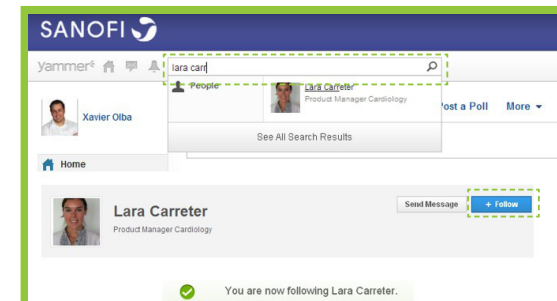 SANOFI
yammer
lara carr
People
Lara Carreter
Product Manager Cardiology
Xavier Olba
Post a Poll More
See All Search Results
Home
Lara Carreter
Product Manager Cardiology
Send Message
+ Follow
You are now following Lara Carreter.